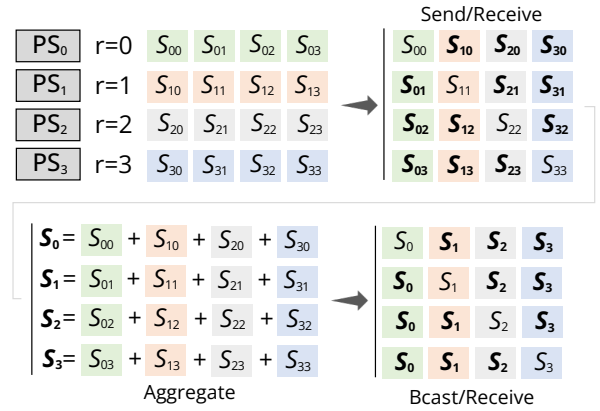 Send/Receive
PS₀ r=0 S₀₀ S₀₁ S₀₂ S₀₃ S₀₀ S₁₀ S₂₀ S₃₀
PS₁ r=1 S₁₀ S₁₁ S₁₂ S₁₃ S₀₁ S₁₁ S₂₁ S₃₁
PS₂ r=2 S₂₀ S₂₁ S₂₂ S₂₃ S₀₂ S₁₂ S₂₂ S₃₂
PS₃ r=3 S₃₀ S₃₁ S₃₂ S₃₃ S₀₃ S₁₃ S₂₃ S₃₃
S₀= S₀₀ + S₁₀ + S₂₀ + S₃₀ S₀ S₁ S₂ S₃
S₁= S₀₁ + S₁₁ + S₂₁ + S₃₁ S₀ S₁ S₂ S₃
S₂= S₀₂ + S₁₂ + S₂₂ + S₃₂ S₀ S₁ S₂ S₃
S₃= S₀₃ + S₁₃ + S₂₃ + S₃₃ S₀ S₁ S₂ S₃
Aggregate Bcast/Receive